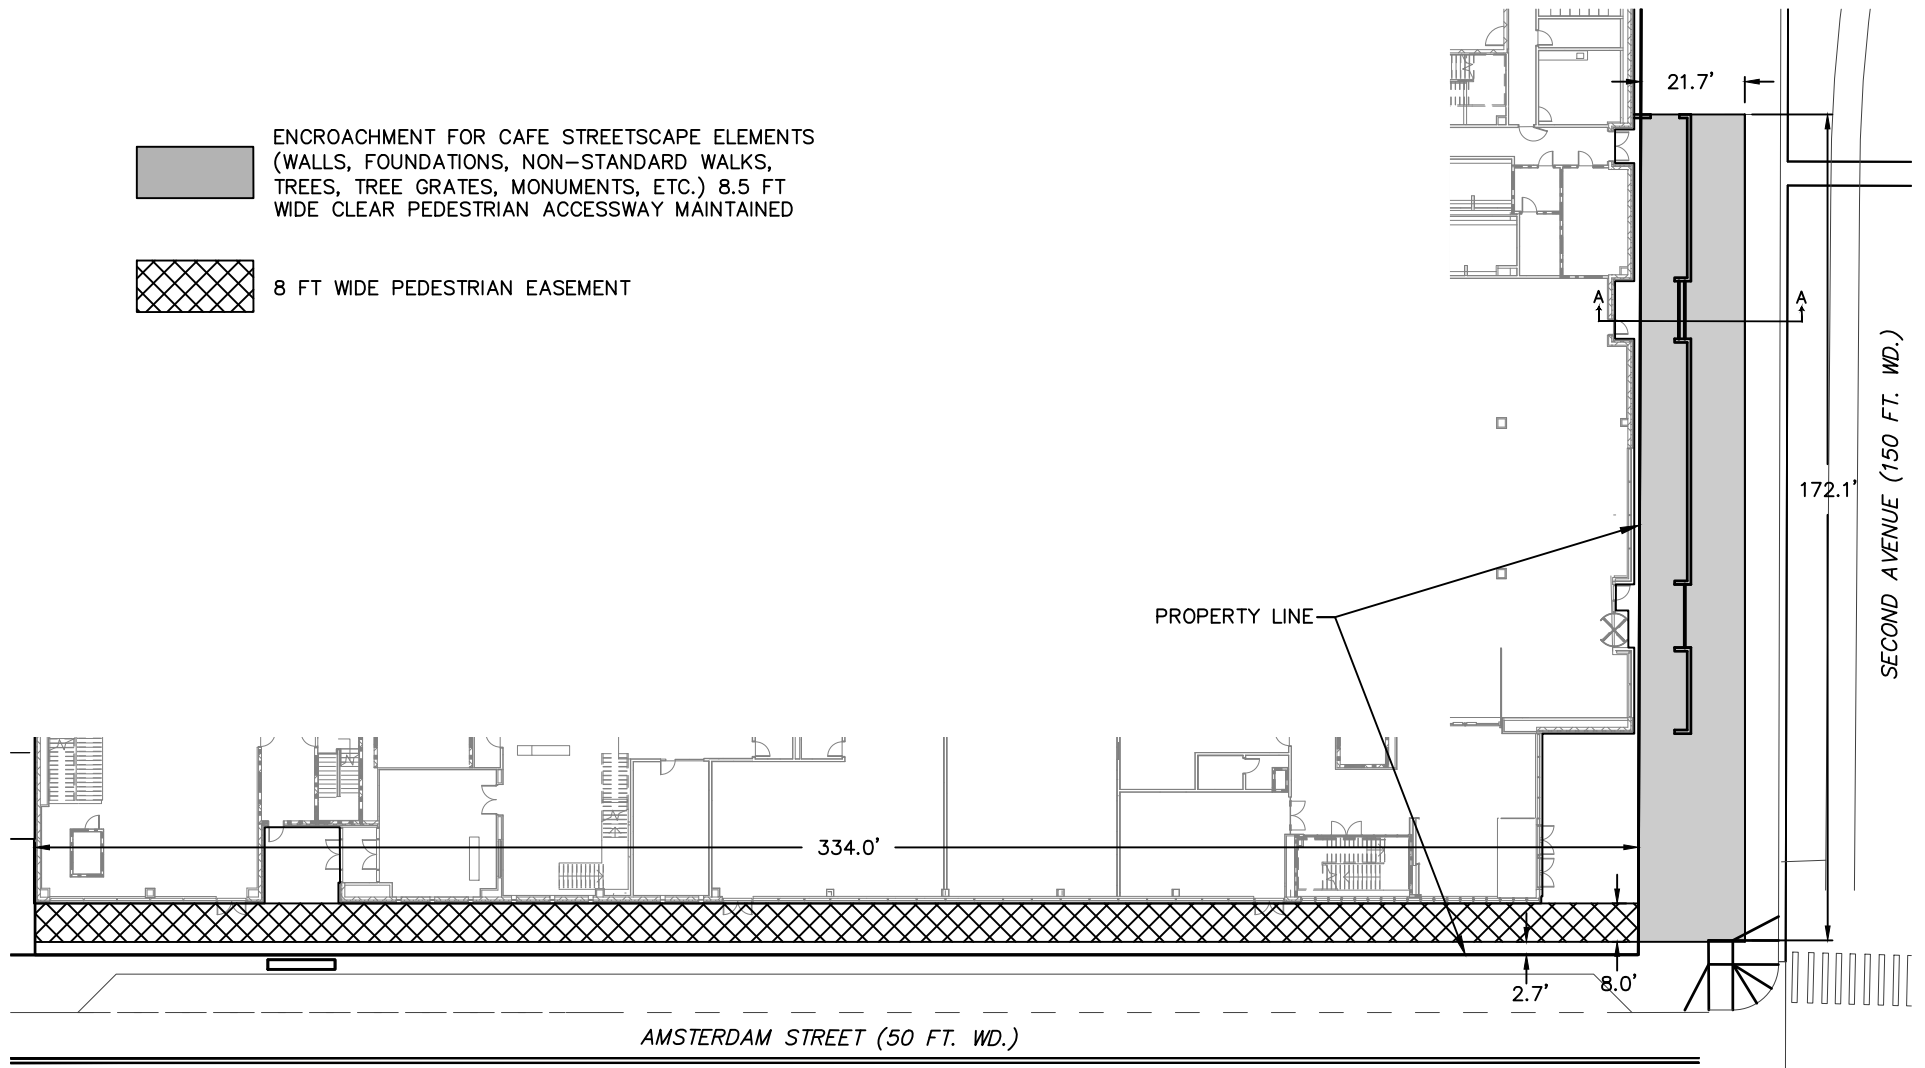 21.7'
ENCROACHMENT FOR CAFE STREETSCAPE ELEMENTS
(WALLS, FOUNDATIONS, NON-STANDARD WALKS,
TREES, TREE GRATES, MONUMENTS, ETC.) 8.5 FT
WIDE CLEAR PEDESTRIAN ACCESSWAY MAINTAINED
8 FT WIDE PEDESTRIAN EASEMENT
A
A
SECOND AVENUE (150 FT. WD.)
172.1'
PROPERTY LINE
334.0'
2.7'
8.0'
AMSTERDAM STREET (50 FT. WD.)